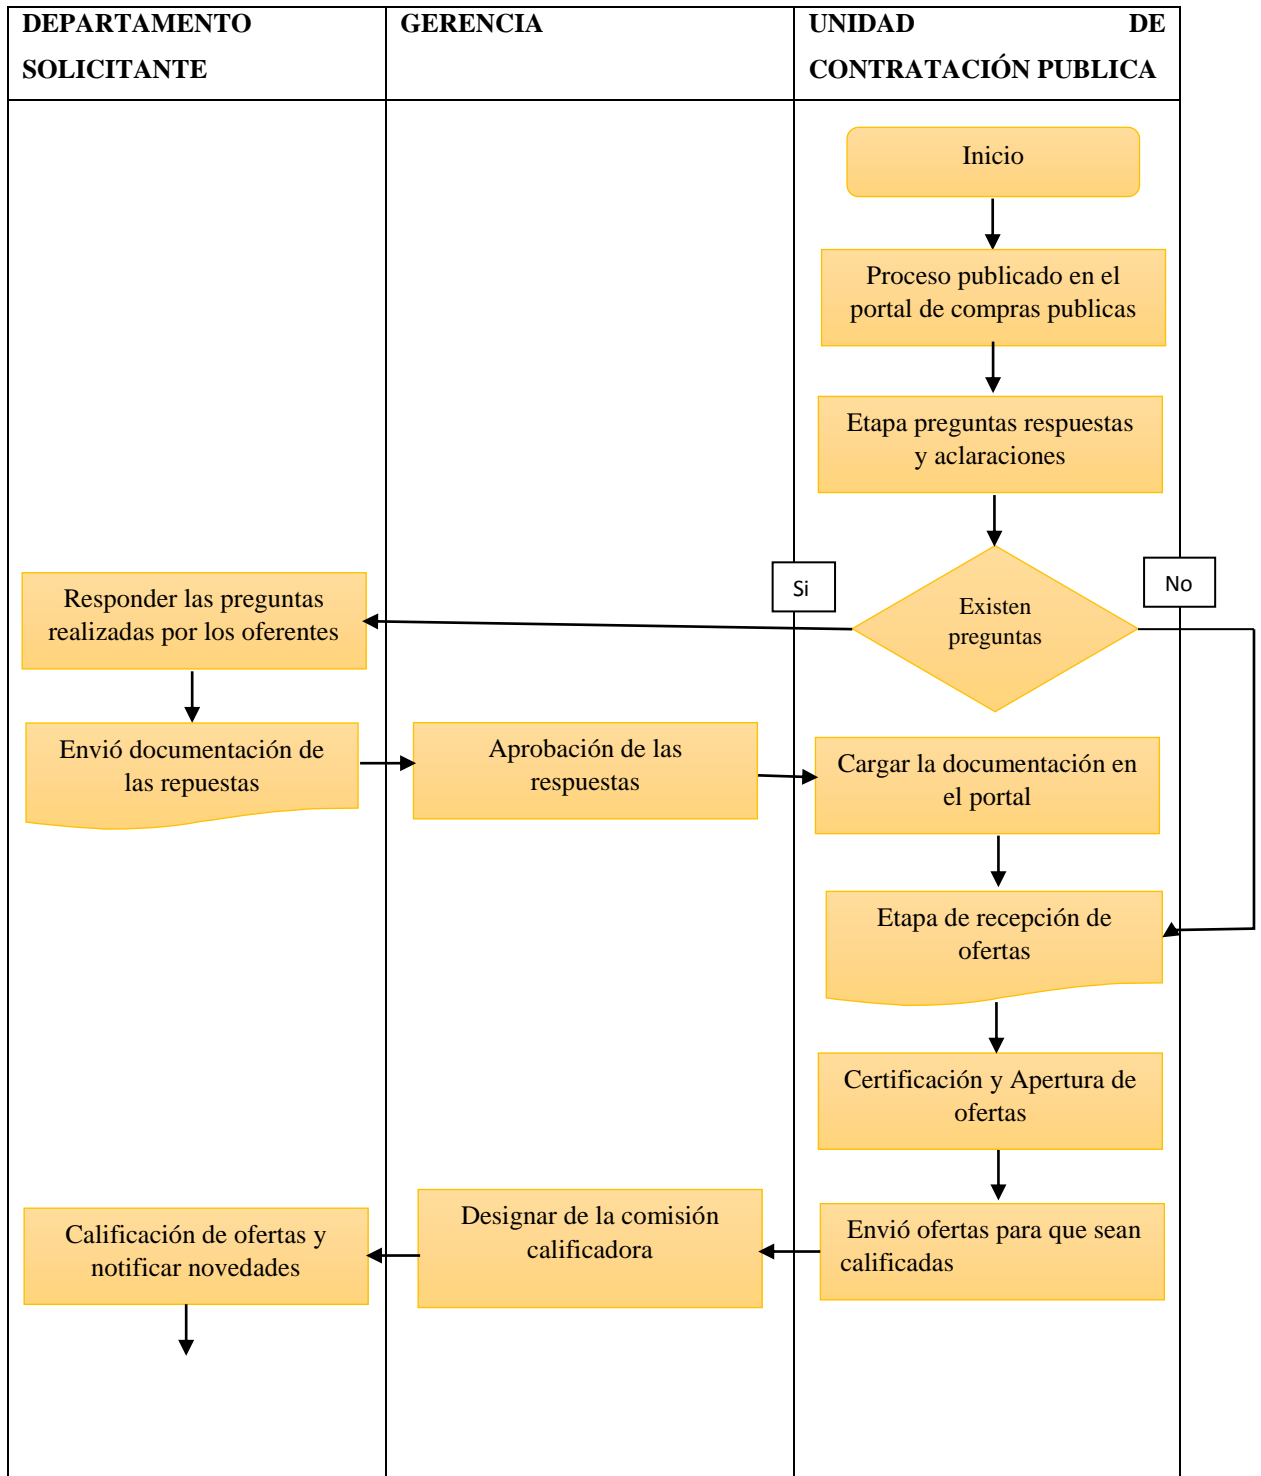 DEPARTAMENTO
SOLICITANTE
GERENCIA
UNIDAD DE
CONTRATACIÓN PUBLICA
Inicio
Proceso publicado en el
portal de compras publicas
Etapa preguntas respuestas
y aclaraciones
Si
No
Existen
preguntas
Responder las preguntas
realizadas por los oferentes
Envió documentación de
las repuestas
Aprobación de las
respuestas
Cargar la documentación en
el portal
Etapa de recepción de
ofertas
Certificación y Apertura de
ofertas
Envió ofertas para que sean
calificadas
Designar de la comisión
calificadora
Calificación de ofertas y
notificar novedades